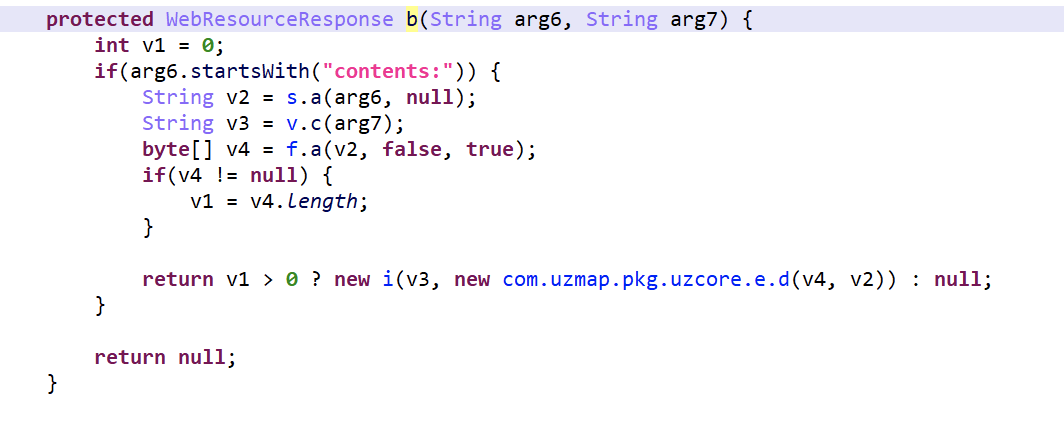 protected WebResourceResponse b(String arg6, String arg7) {
    int v1 = 0;
    if(arg6.startsWith("contents:")) {
        String v2 = s.a(arg6, null);
        String v3 = v.c(arg7);
        byte[] v4 = f.a(v2, false, true);
        if(v4 != null) {
            v1 = v4.length;
        }
        return v1 > 0 ? new i(v3, new com.uzmap.pkg.uzcore.e.d(v4, v2)) : null;
    }
    return null;
}